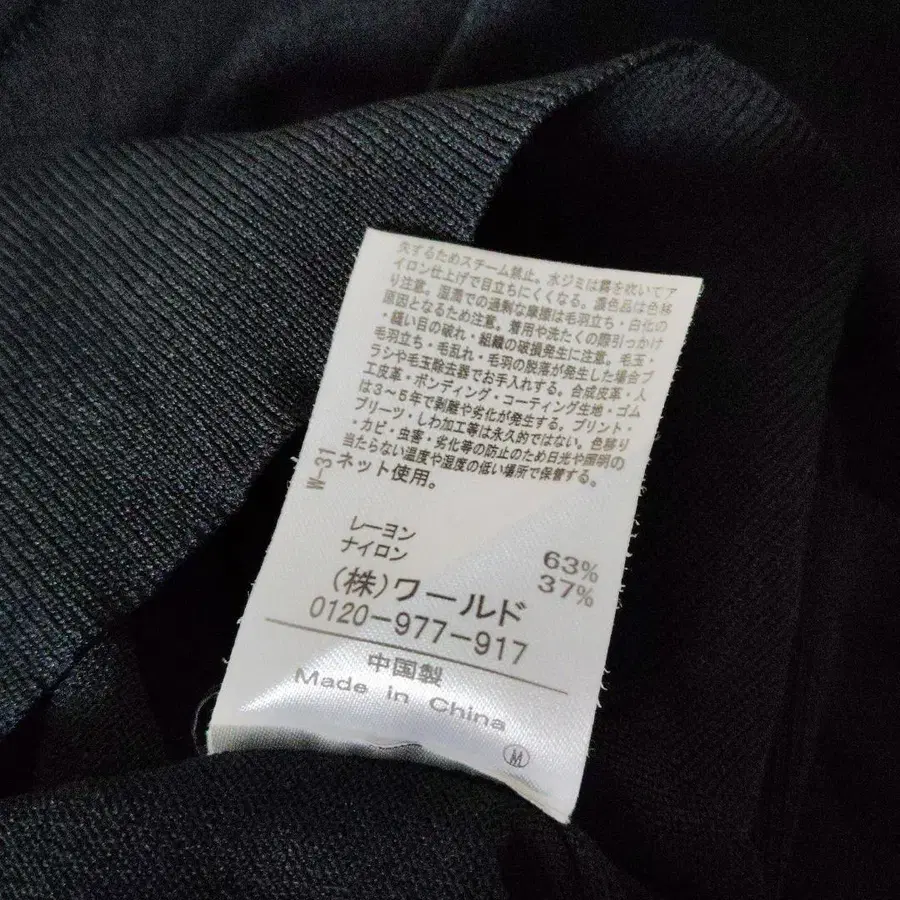 失するためスチーム禁止。水ジミは霧を吹いてア
イロン仕上げで目立ちにくくなる。濃色品は色移
り注意。湿潤での過剰な摩擦は毛羽立ち・白化の
原因となるため注意。着用や洗たくの際引っかけ
・縫い目の破れ・組織の破損発生に注意。毛玉・
毛羽立ち・毛乱れ・毛羽の脱落が発生した場合ブ
ラシや毛玉除去器でお手入れする。合成皮革・人
工皮革・ボンディング・コーティング生地・ゴム
は3〜5年で剥離や劣化が発生する。プリント・
プリーツ・しわ加工等は永久的ではない。色移り
・カビ・虫害・劣化等の防止のため日光や照明の
当たらない温度や湿度の低い場所で保管する。
ネット使用。
W-31
レーヨン 63%
ナイロン 37%
(株)ワールド
0120-977-917
中国製
Made in China
M